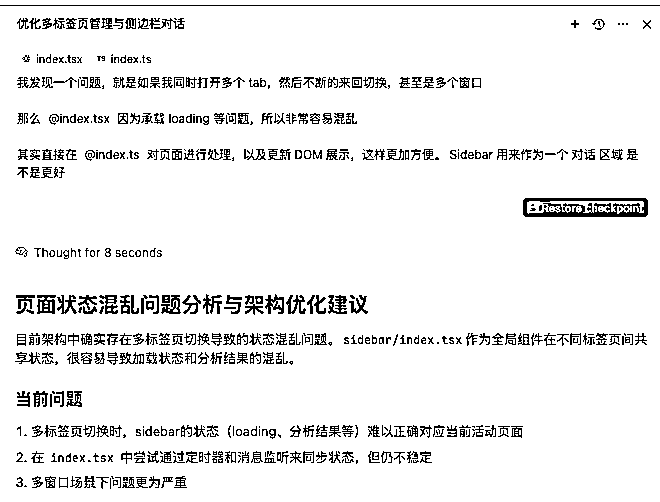 优化多标签页管理与侧边栏对话
index.tsx TS index.ts
我发现一个问题，就是如果我同时打开多个 tab，然后不断的来回切换，甚至是多个窗口
那么 @index.tsx 因为承载 loading 等问题，所以非常容易混乱
其实直接在 @index.ts 对页面进行处理，以及更新 DOM 展示，这样更加方便。 Sidebar 用来作为一个 对话 区域 是
不是更好
Restore checkpoint
Thought for 8 seconds
页面状态混乱问题分析与架构优化建议
目前架构中确实存在多标签页切换导致的状态混乱问题。 sidebar/index.tsx 作为全局组件在不同标签页间共
享状态，很容易导致加载状态和分析结果的混乱。
当前问题
1. 多标签页切换时，sidebar的状态（loading、分析结果等）难以正确对应当前活动页面
2. 在 index.tsx 中尝试通过定时器和消息监听来同步状态，但仍不稳定
3. 多窗口场景下问题更为严重